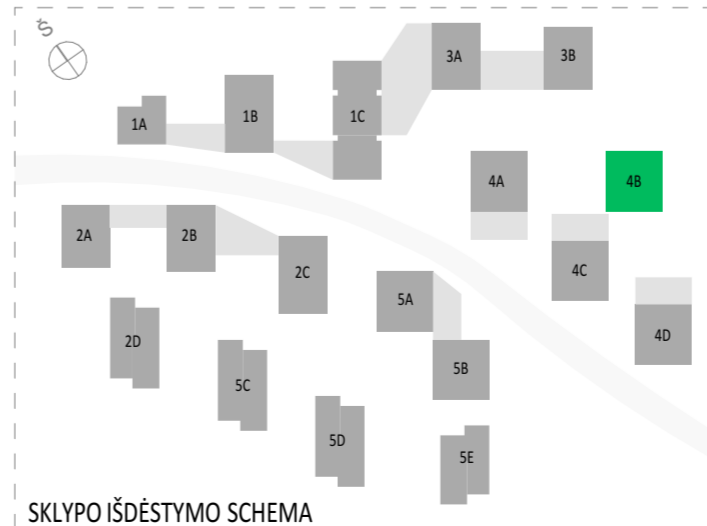 Š
3A
3B
1A
1B
1C
4A
4B
2A
2B
2C
4C
5A
4D
2D
5B
5C
5D
5E
SKLYPO IŠDĖSTYMO SCHEMA